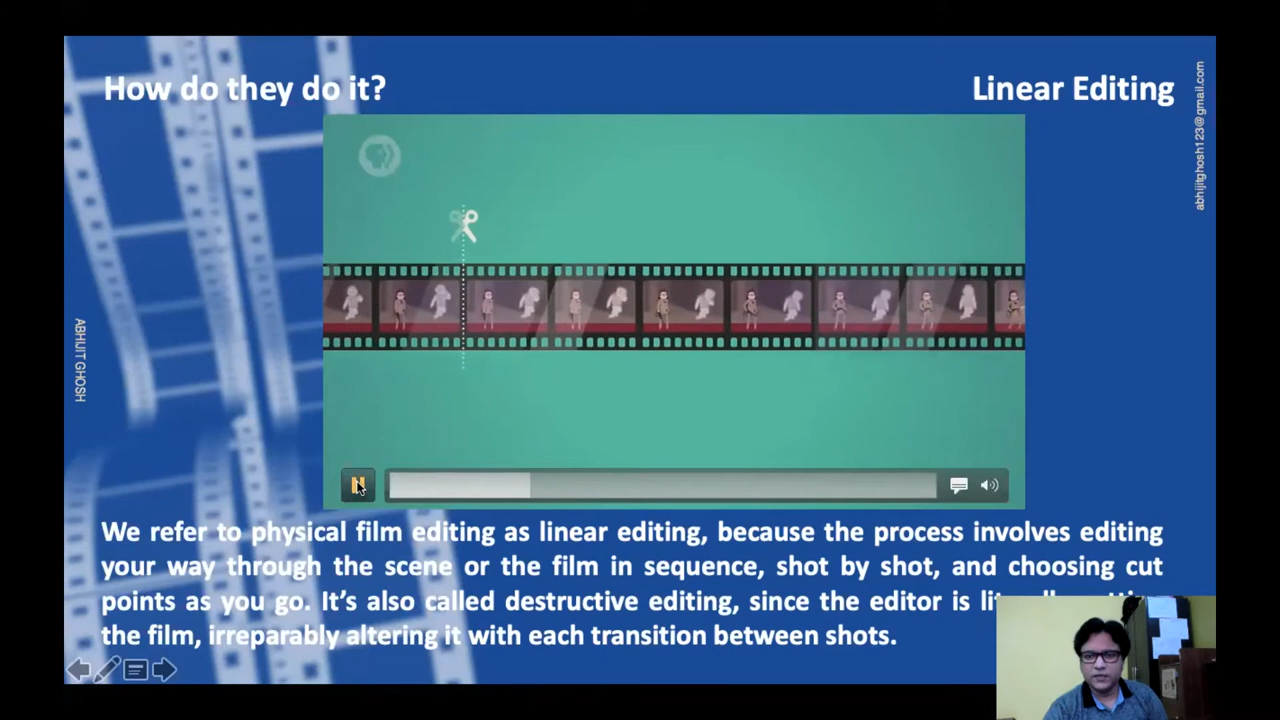 How do they do it?
Linear Editing
abhijitghosh123@gmail.com
ABHIJIT GHOSH
We refer to physical film editing as linear editing, because the process involves editing
your way through the scene or the film in sequence, shot by shot, and choosing cut
points as you go. It's also called destructive editing, since the editor is
the film, irreparably altering it with each transition between shots.